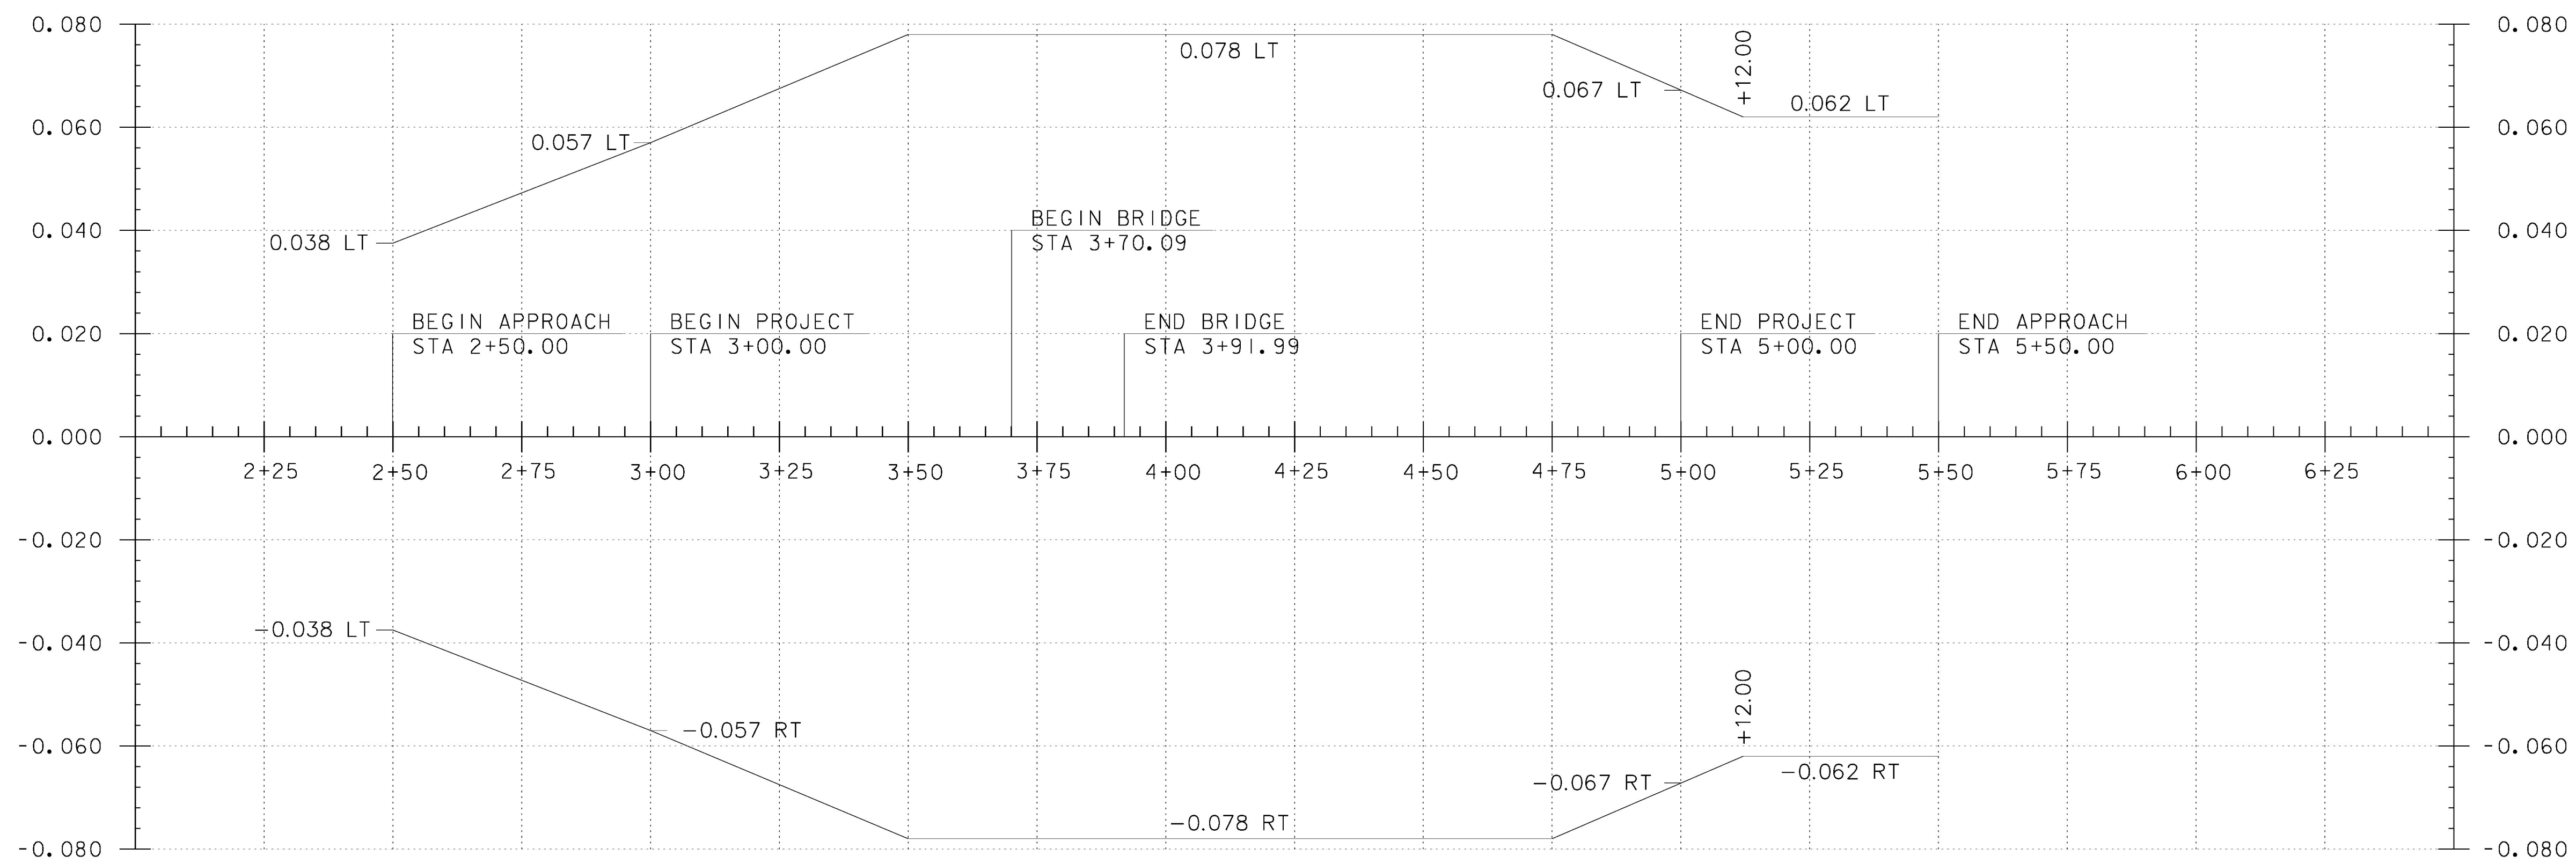 0.080 0.080
+12.00
0.078 LT
0.067 LT
0.062 LT
0.060 0.060
0.057 LT
0.040 0.040
0.038 LT
BEGIN BRIDGE
STA 3+70.09
0.020 0.020
BEGIN APPROACH
STA 2+50.00
BEGIN PROJECT
STA 3+00.00
END BRIDGE
STA 3+91.99
END PROJECT
STA 5+00.00
END APPROACH
STA 5+50.00
0.000 0.000
2+25 2+50 2+75 3+00 3+25 3+50 3+75 4+00 4+25 4+50 4+75 5+00 5+25 5+50 5+75 6+00 6+25
-0.020 -0.020
-0.038 LT
-0.040 -0.040
+12.00
-0.057 RT
-0.060 -0.060
-0.067 RT
-0.062 RT
-0.078 RT
-0.080 -0.080